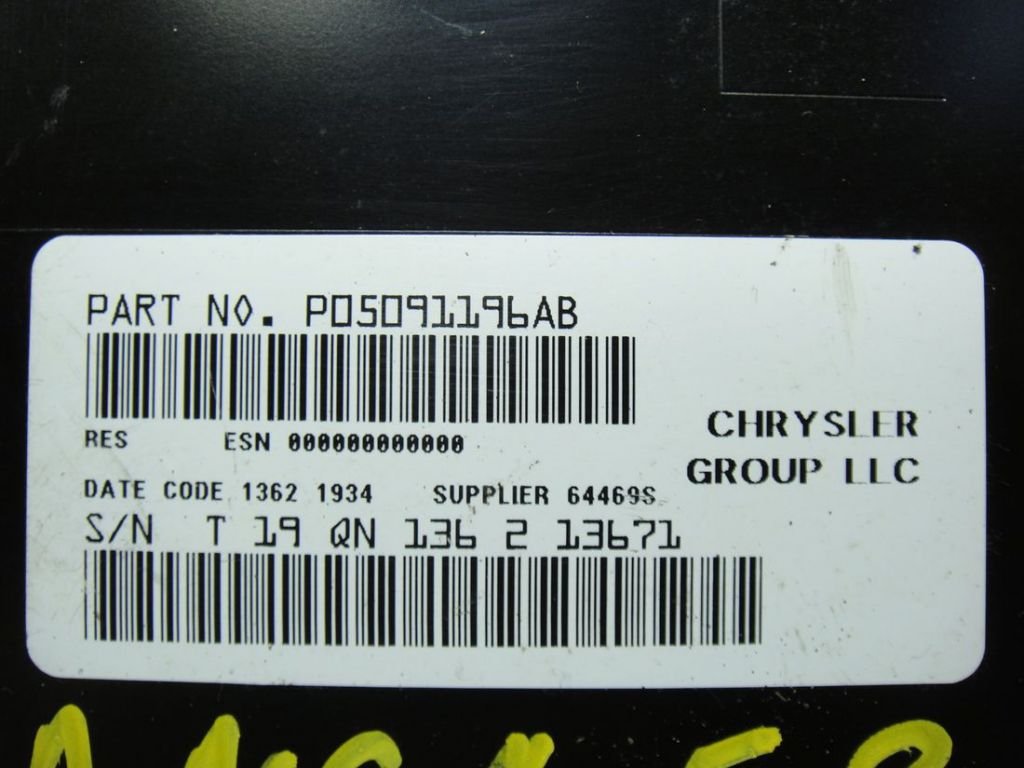 PART NO. P05091196AB
RES ESN 000000000000
CHRYSLER
GROUP LLC
DATE CODE 1362 1934 SUPPLIER 64469S
S/N T 19 QN 136 2 13671